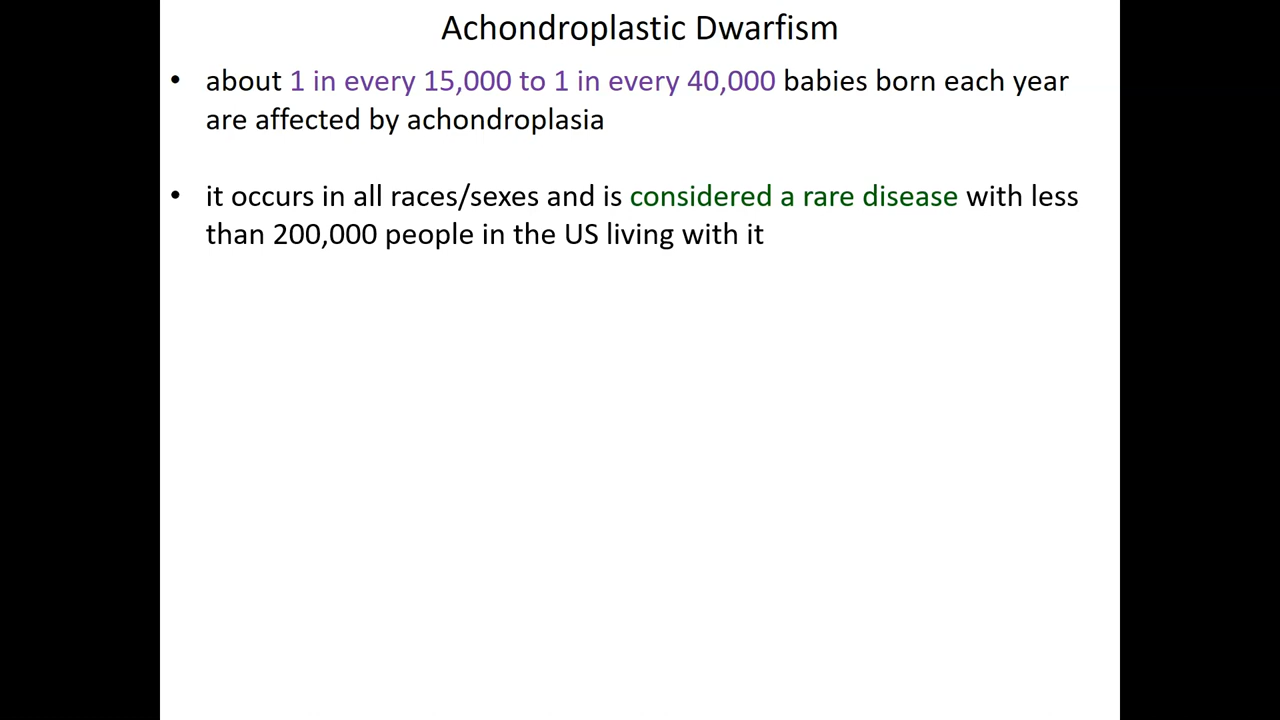 Achondroplastic Dwarfism
• about 1 in every 15,000 to 1 in every 40,000 babies born each year
are affected by achondroplasia
• it occurs in all races/sexes and is considered a rare disease with less
than 200,000 people in the US living with it